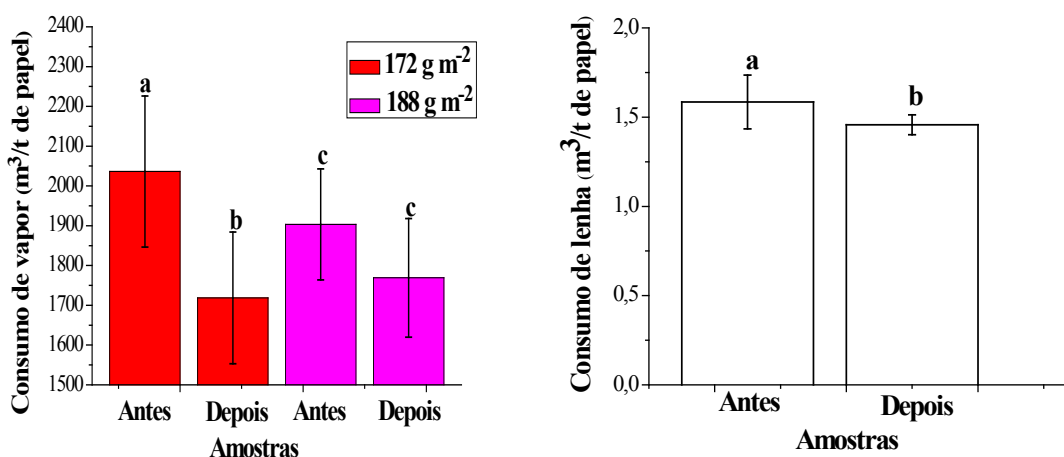 Consumo de vapor (m³/t de papel)
2400
2300
2200
2100
2000
1900
1800
1700
1600
1500
a
b
c
c
172 g m⁻²
188 g m⁻²
Antes Depois Antes Depois
Amostras
Consumo de lenha (m³/t de papel)
2,0
1,5
1,0
0,5
0,0
a
b
Antes Depois
Amostras